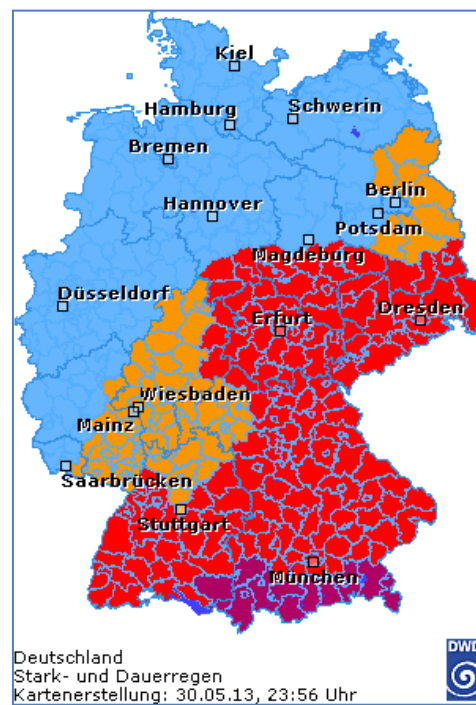 Kiel
Hamburg
Schwerin
Bremen
Berlin
Hannover
Potsdam
Magdeburg
Düsseldorf
Erfurt
Dresden
Wiesbaden
Mainz
Saarbrücken
Stuttgart
München
Deutschland
Stark- und Dauerregen
Kartenerstellung: 30.05.13, 23:56 Uhr
DWD